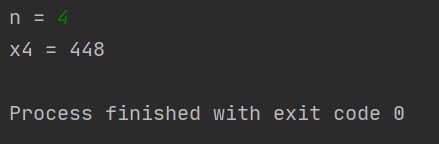 n = 4
x4 = 448
Process finished with exit code 0